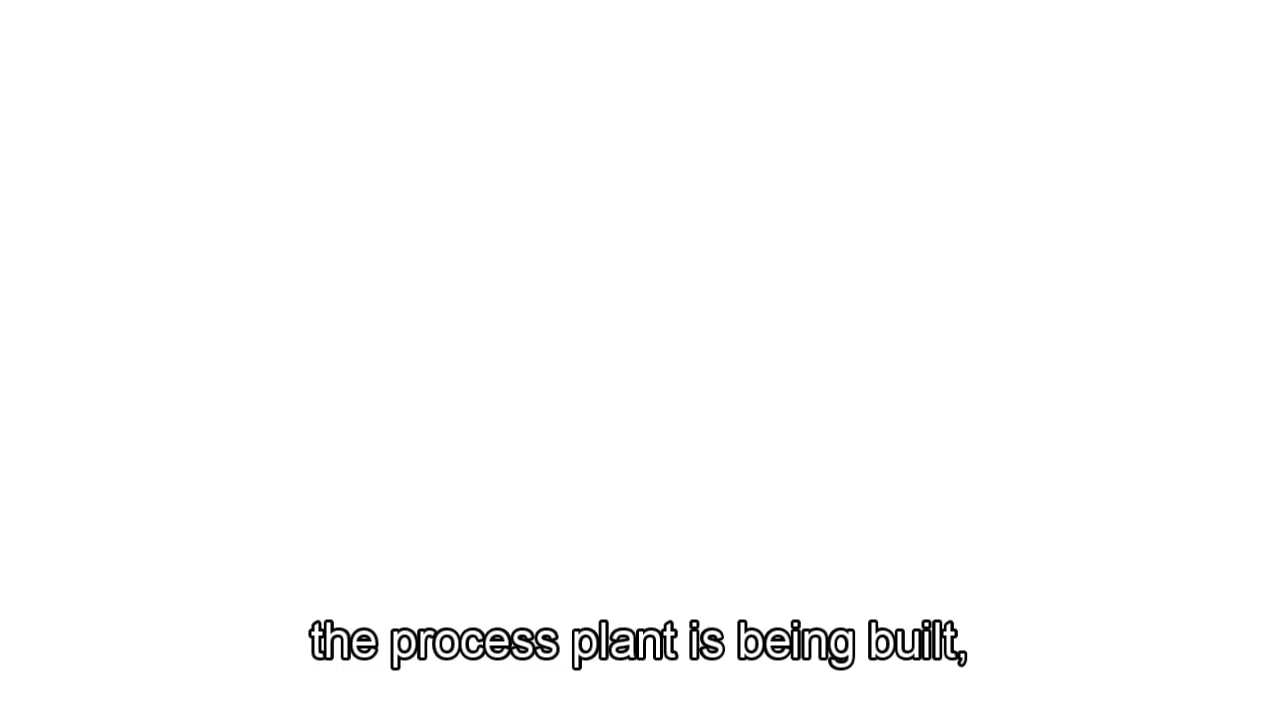 the process plant is being built,